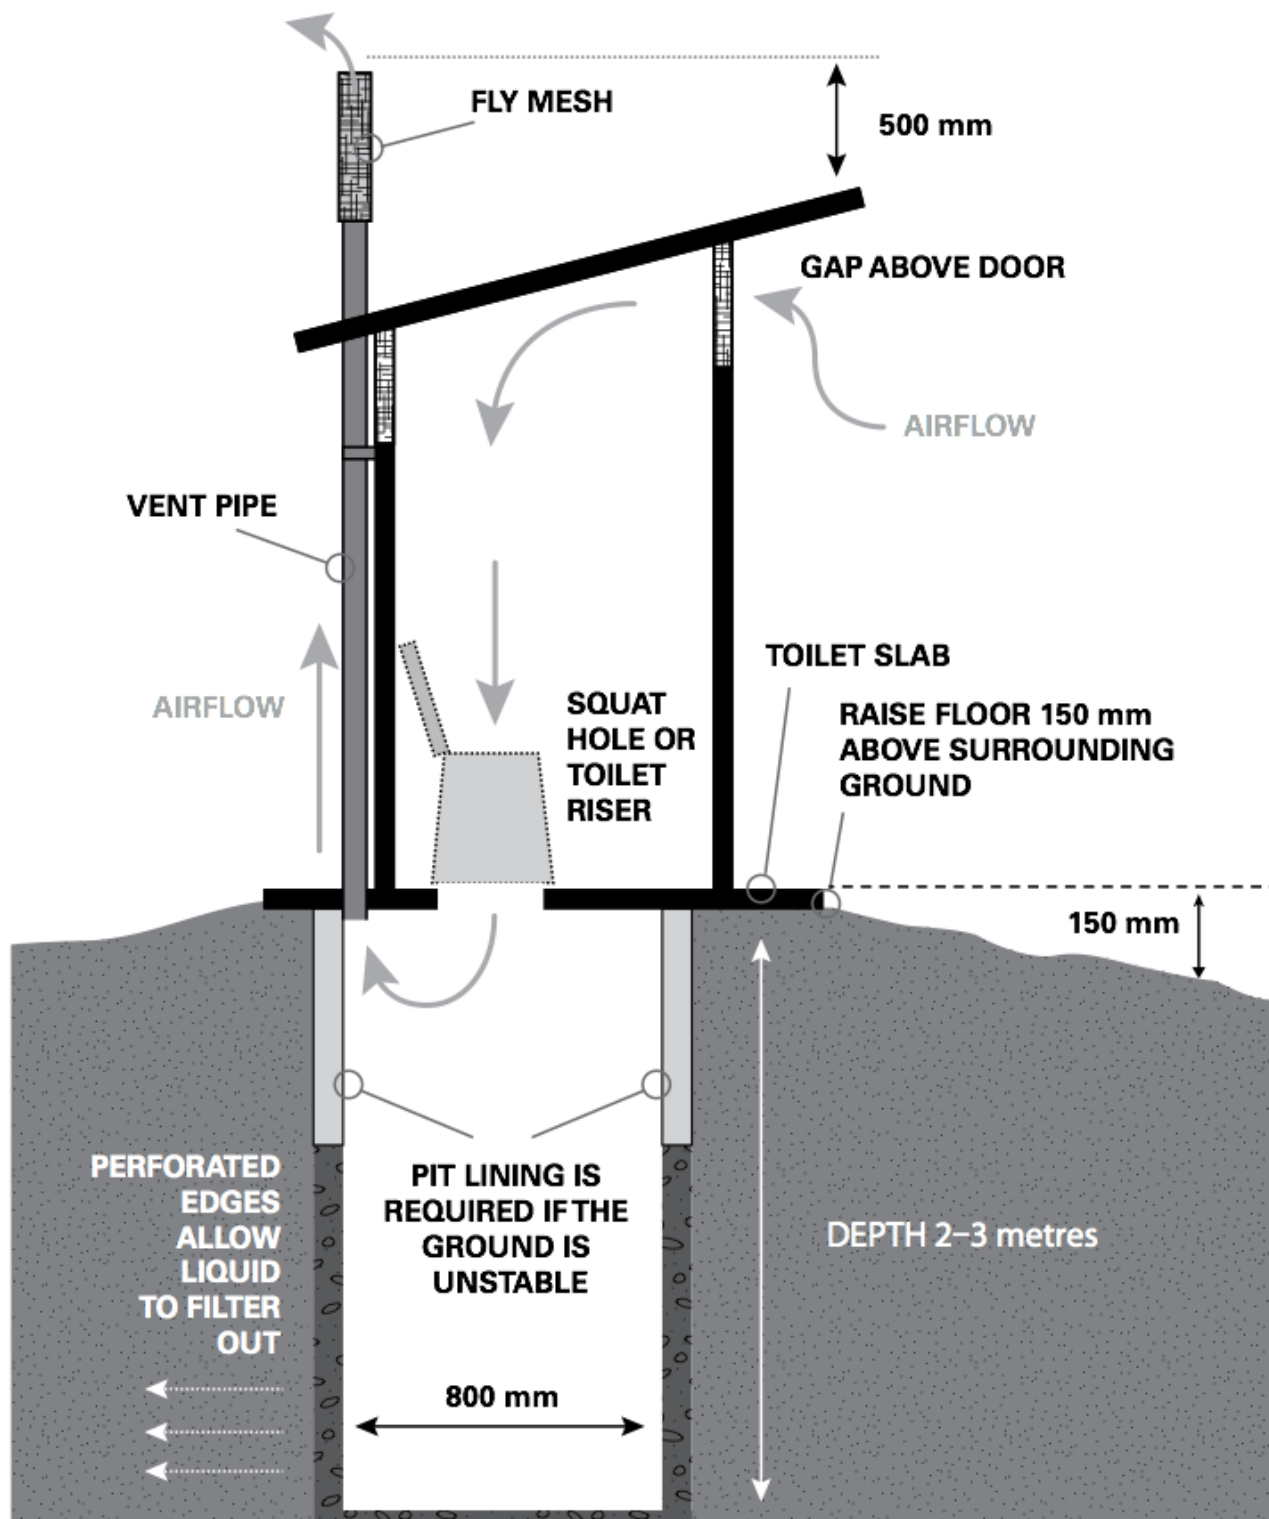 FLY MESH
500 mm
GAP ABOVE DOOR
AIRFLOW
VENT PIPE
TOILET SLAB
AIRFLOW
SQUAT
HOLE OR
TOILET
RISER
RAISE FLOOR 150 mm
ABOVE SURROUNDING
GROUND
150 mm
PERFORATED
EDGES
ALLOW
LIQUID
TO FILTER
OUT
PIT LINING IS
REQUIRED IF THE
GROUND IS
UNSTABLE
DEPTH 2–3 metres
800 mm